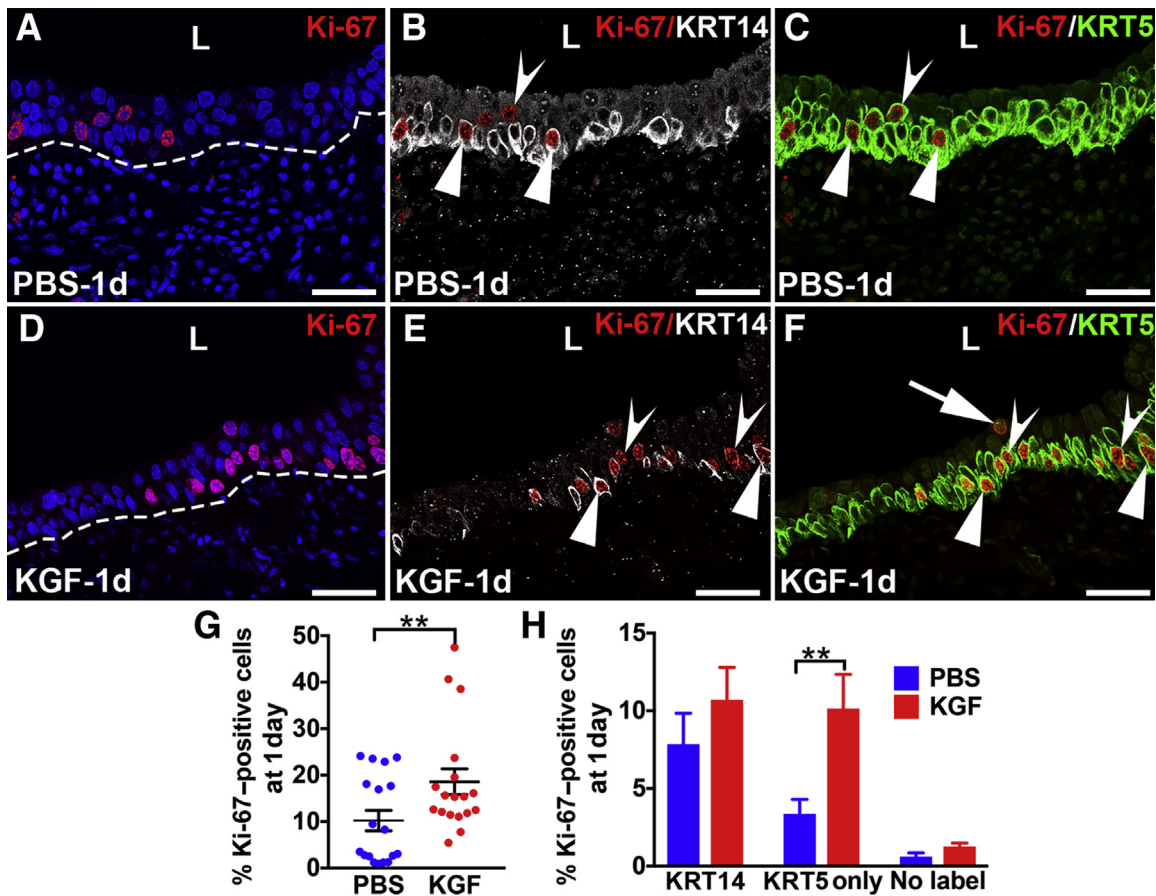 A
L
Ki-67
PBS-1d
B
L
Ki-67/KRT14
PBS-1d
C
L
Ki-67/KRT5
PBS-1d
D
L
Ki-67
KGF-1d
E
L
Ki-67/KRT14
KGF-1d
F
L
Ki-67/KRT5
KGF-1d
G
% Ki-67–positive cells
at 1day
50
40
30
20
10
0
**
PBS
KGF
H
% Ki-67–positive cells
at 1day
15
10
5
0
**
PBS
KGF
KRT14
KRT5 only
No label